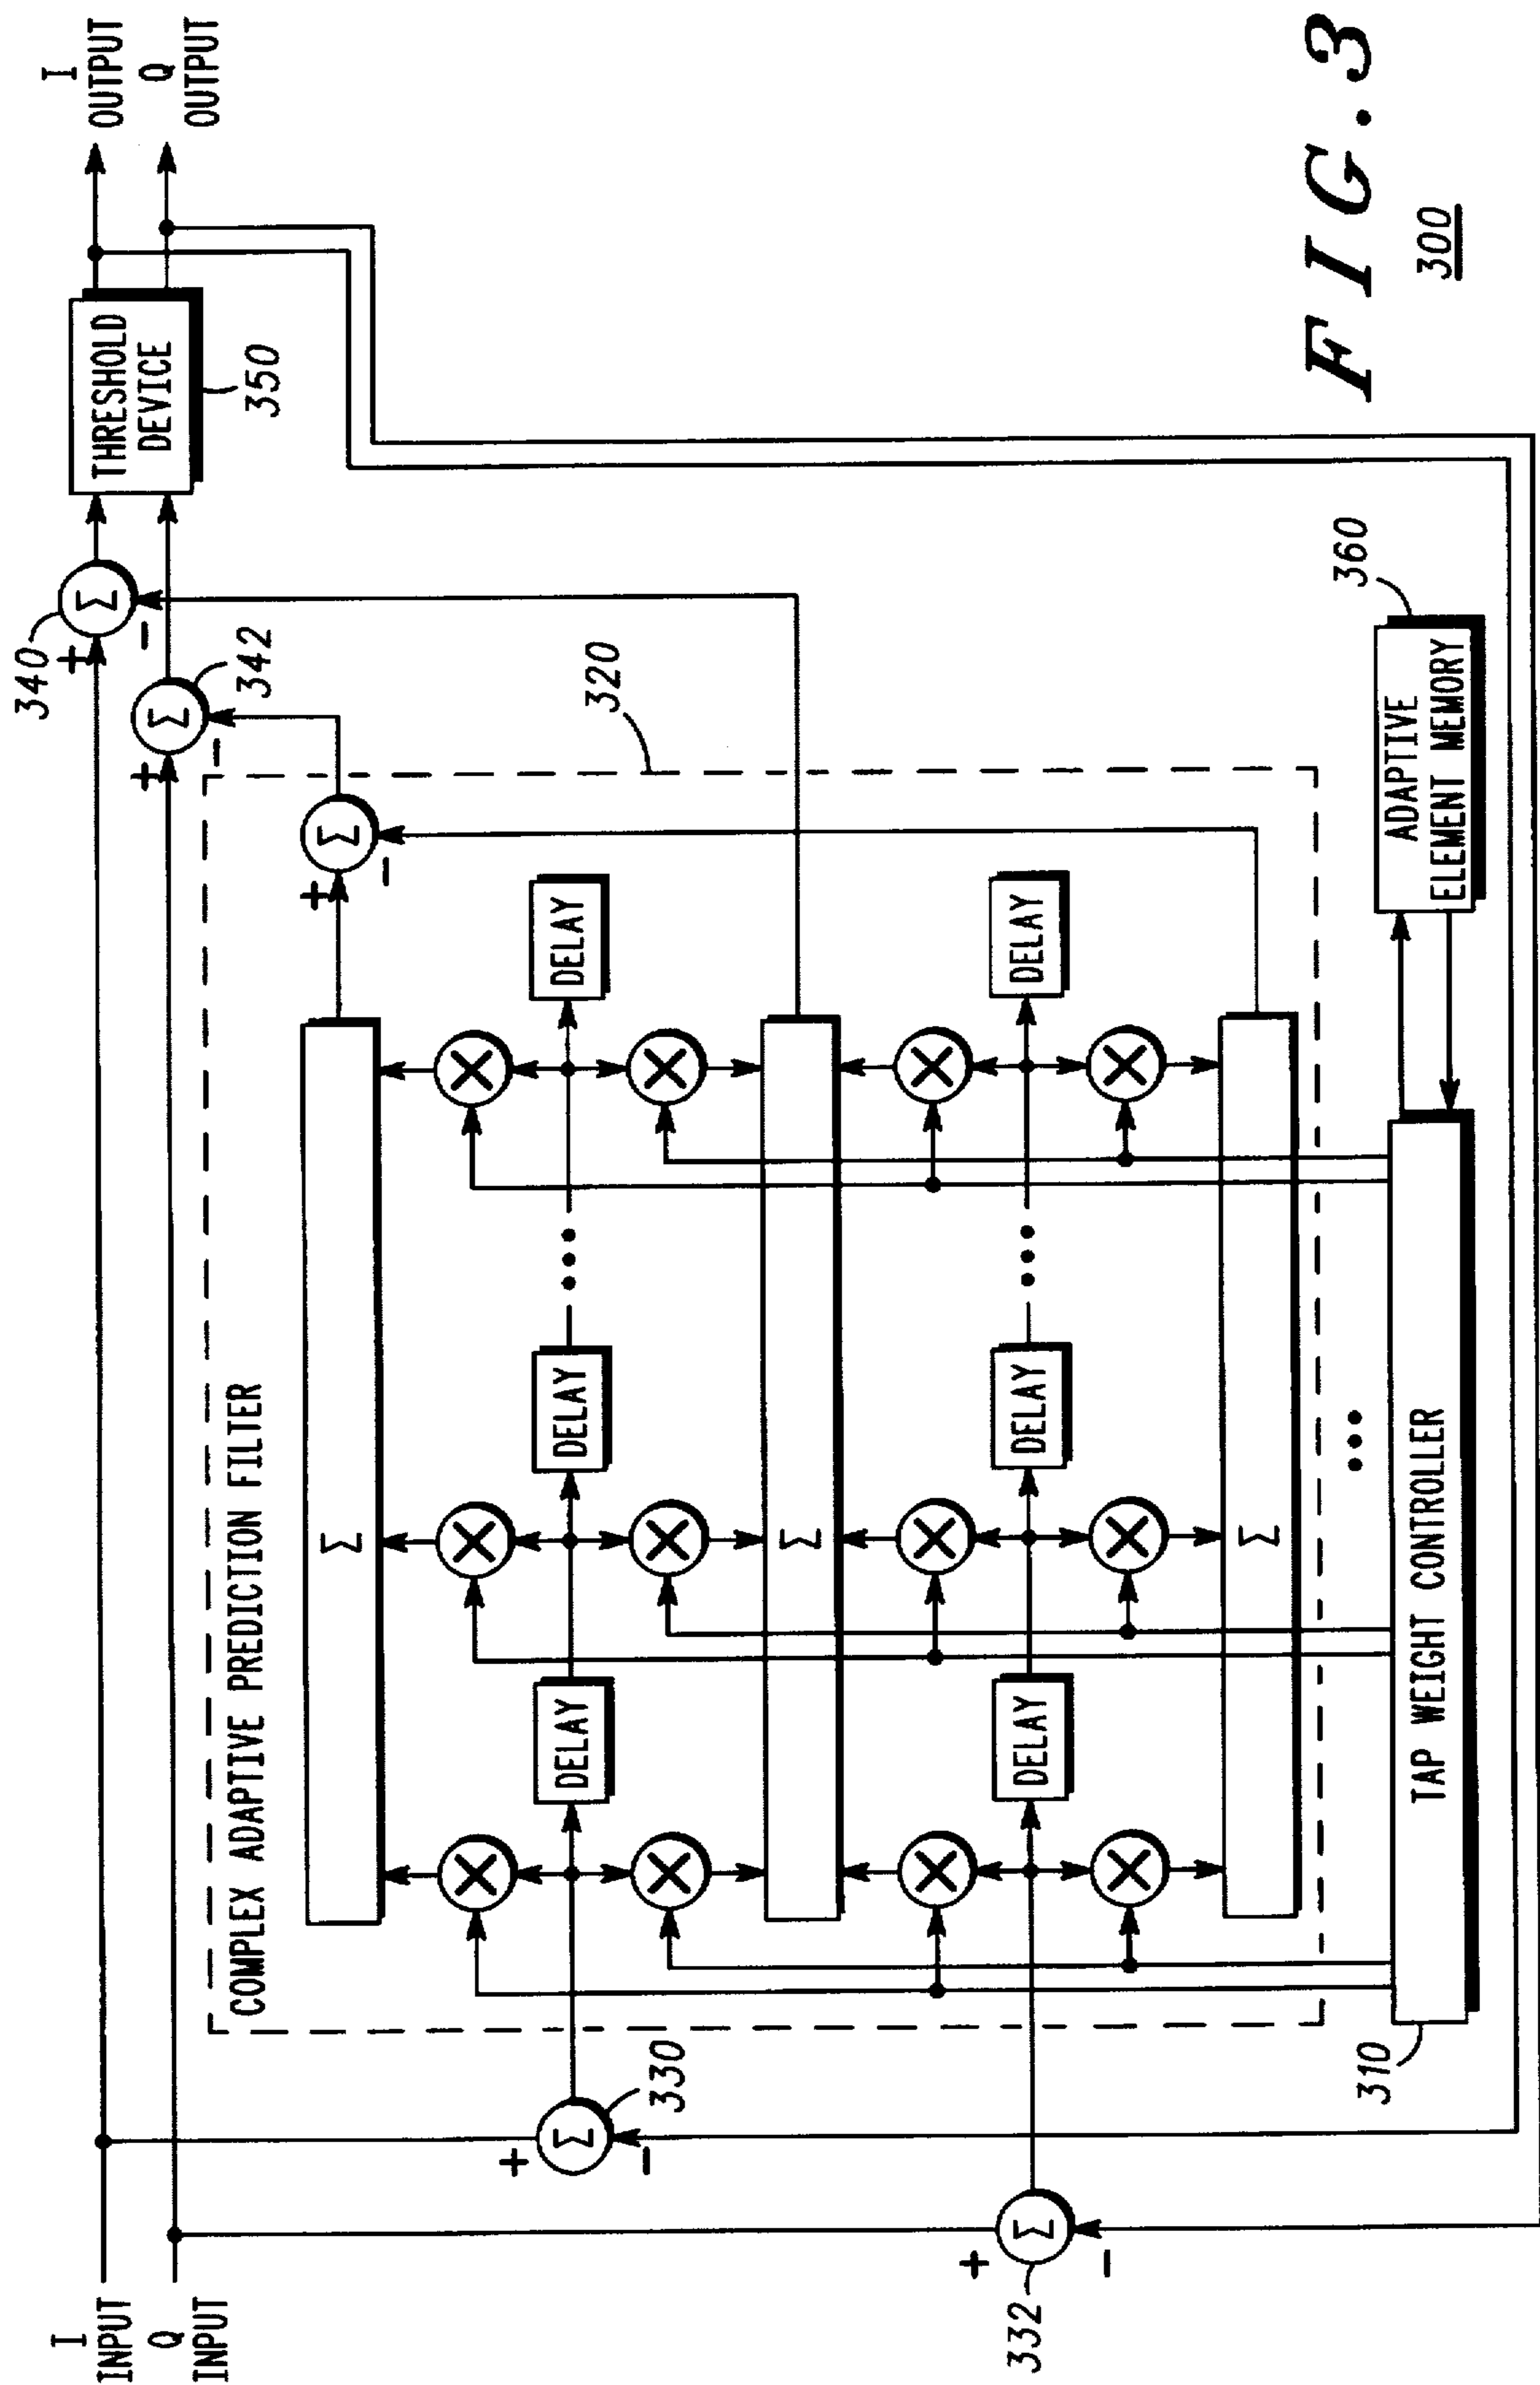 I
INPUT
Q
INPUT
I
OUTPUT
Q
OUTPUT
340
+
−
Σ
342
+
−
Σ
THRESHOLD
DEVICE
350
COMPLEX ADAPTIVE PREDICTION FILTER
320
Σ
+
−
Σ
DELAY
DELAY
•••
DELAY
330
+
−
Σ
Σ
DELAY
DELAY
•••
DELAY
332
+
−
Σ
Σ
•••
310
TAP WEIGHT CONTROLLER
ADAPTIVE
ELEMENT MEMORY
360
FIG.3
300